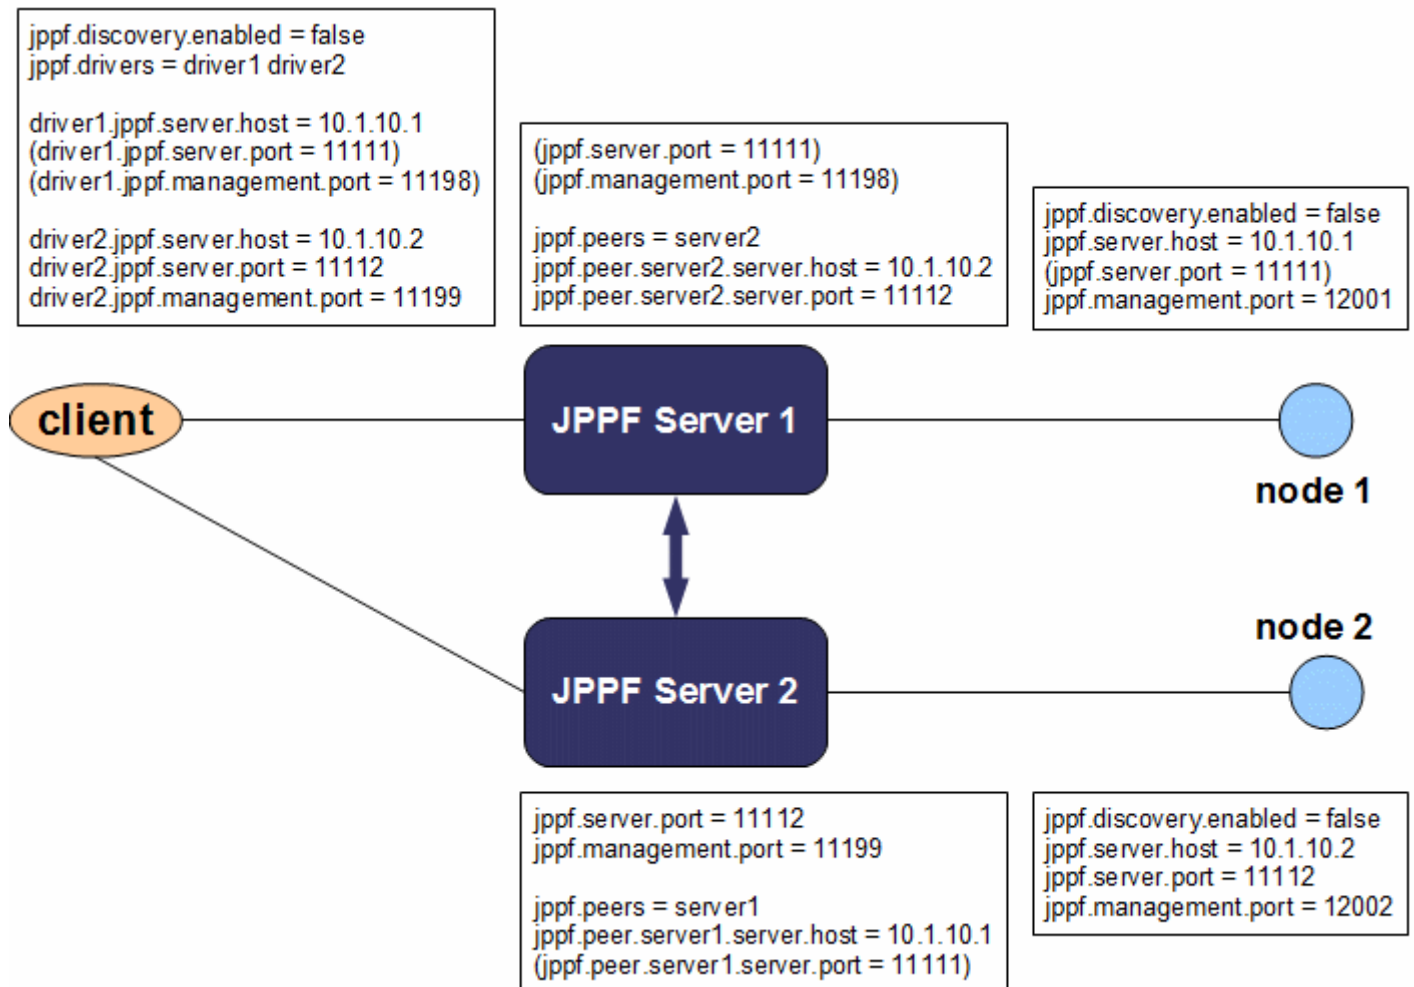 jppf.discovery.enabled = false
jppf.drivers = driver1 driver2
driver1.jppf.server.host = 10.1.10.1
(driver1.jppf.server.port = 11111)
(driver1.jppf.management.port = 11198)
driver2.jppf.server.host = 10.1.10.2
driver2.jppf.server.port = 11112
driver2.jppf.management.port = 11199
(jppf.server.port = 11111)
(jppf.management.port = 11198)
jppf.peers = server2
jppf.peer.server2.server.host = 10.1.10.2
jppf.peer.server2.server.port = 11112
jppf.discovery.enabled = false
jppf.server.host = 10.1.10.1
(jppf.server.port = 11111)
jppf.management.port = 12001
client
JPPF Server 1
node 1
node 2
JPPF Server 2
jppf.server.port = 11112
jppf.management.port = 11199
jppf.peers = server1
jppf.peer.server1.server.host = 10.1.10.1
(jppf.peer.server1.server.port = 11111)
jppf.discovery.enabled = false
jppf.server.host = 10.1.10.2
jppf.server.port = 11112
jppf.management.port = 12002